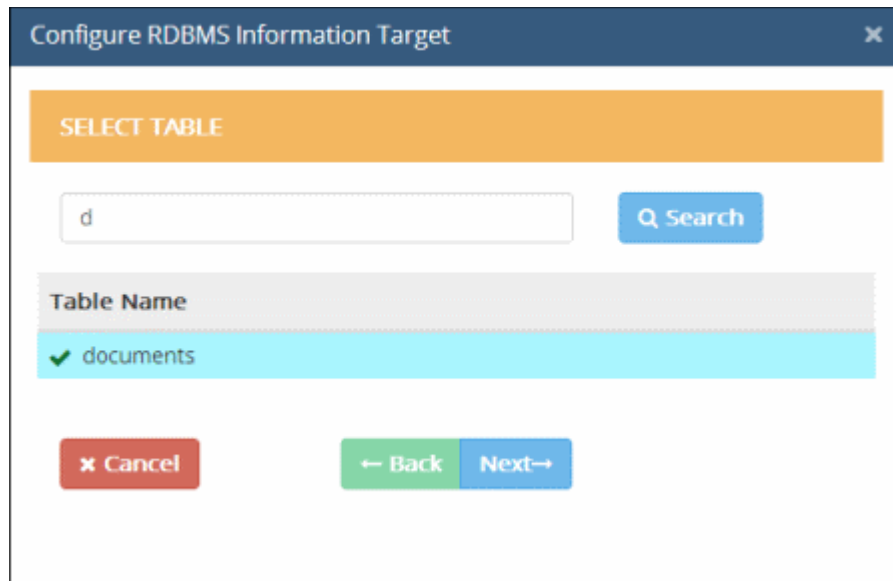 Configure RDBMS Information Target
SELECT TABLE
d
Search
Table Name
documents
Cancel
← Back
Next→